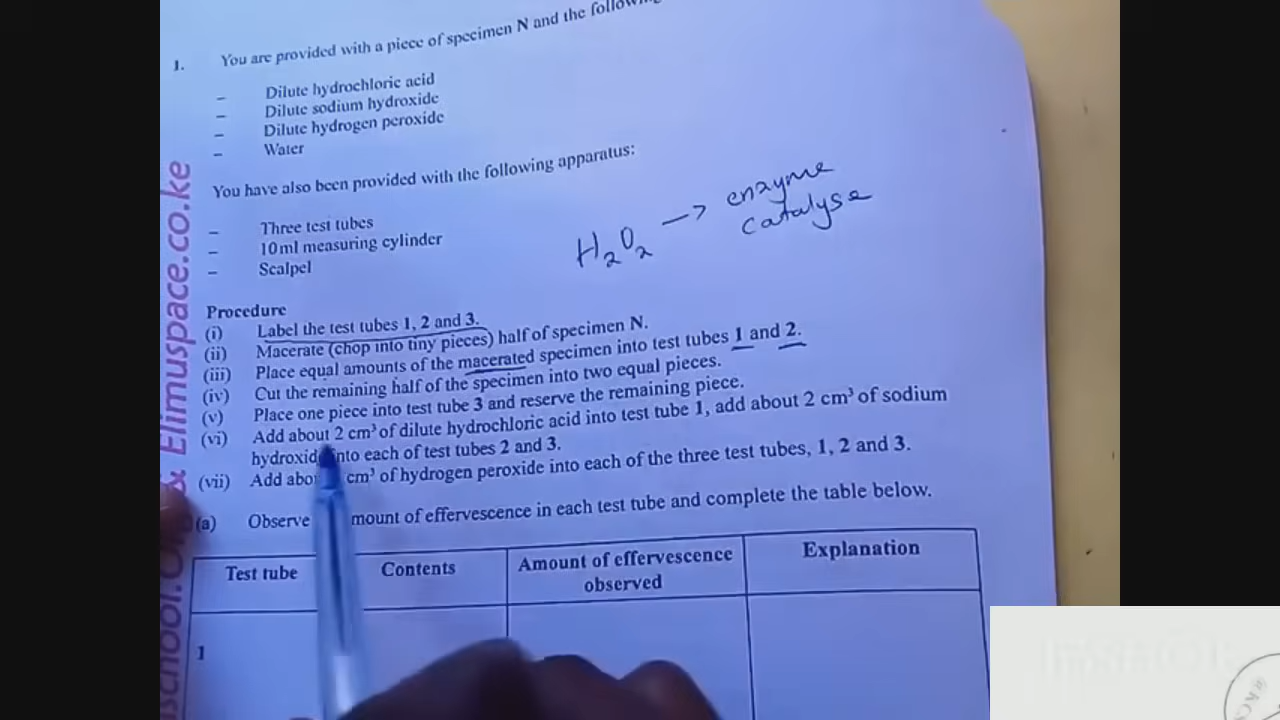 1. You are provided with a piece of specimen N and the following
– Dilute hydrochloric acid
– Dilute sodium hydroxide
– Dilute hydrogen peroxide
– Water
You have also been provided with the following apparatus:
– Three test tubes
– 10ml measuring cylinder
– Scalpel
H₂O₂ → enzyme
catalyse
Procedure
(i) Label the test tubes 1, 2 and 3.
(ii) Macerate (chop into tiny pieces) half of specimen N.
(iii) Place equal amounts of the macerated specimen into test tubes 1 and 2.
(iv) Cut the remaining half of the specimen into two equal pieces.
(v) Place one piece into test tube 3 and reserve the remaining piece.
(vi) Add about 2 cm³ of dilute hydrochloric acid into test tube 1, add about 2 cm³ of sodium
hydroxide into each of test tubes 2 and 3.
(vii) Add cm³ of hydrogen peroxide into each of the three test tubes, 1, 2 and 3.
(a) Observe amount of effervescence in each test tube and complete the table below.
Test tube Contents Amount of effervescence observed Explanation
1
& Elimuspace.co.ke